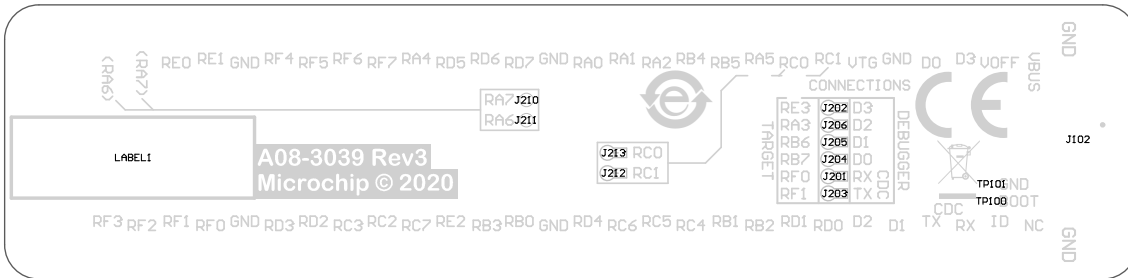 GND
(RA6) (RA7) RE0 RE1 GND RF4 RF5 RF6 RF7 RA4 RD5 RD6 RD7 GND RA0 RA1 RA2 RB4 RB5 RA5 RC0 RC1 VTG GND D0 D3 VOFF VBUS
CONNECTIONS
RA7 J210
RA6 J211
TARGET
DEBUGGER
RE3 J202 D3
RA3 J206 D2
RB6 J205 D1
RB7 J204 D0
RF0 J201 RX
RF1 J203 TX
CDC
J102
LABEL1
A08-3039 Rev3
Microchip © 2020
J213 RC0
J212 RC1
CE
TP101 GND
TP100 BOOT
CDC
RF3 RF2 RF1 RF0 GND RD3 RD2 RC3 RC2 RC7 RE2 RB3 RB0 GND RD4 RC6 RC5 RC4 RB1 RB2 RD1 RD0 D2 D1 TX RX ID NC
GND